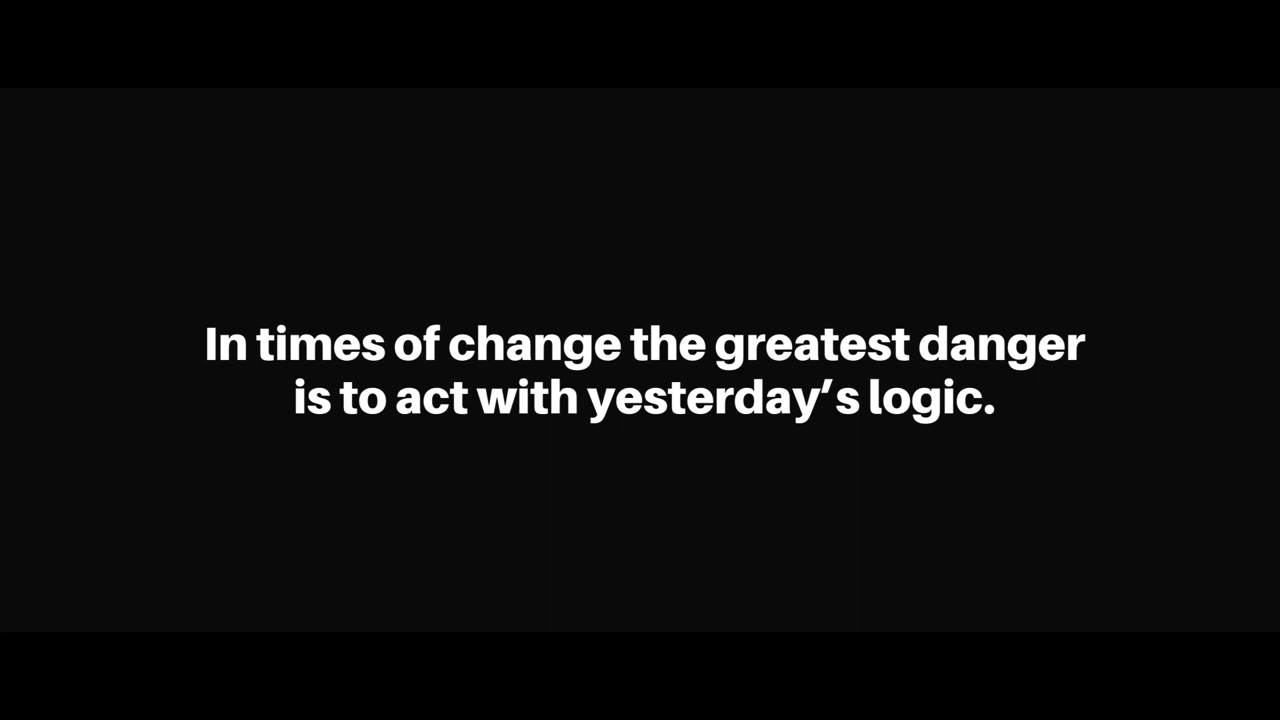 In times of change the greatest danger
is to act with yesterday’s logic.